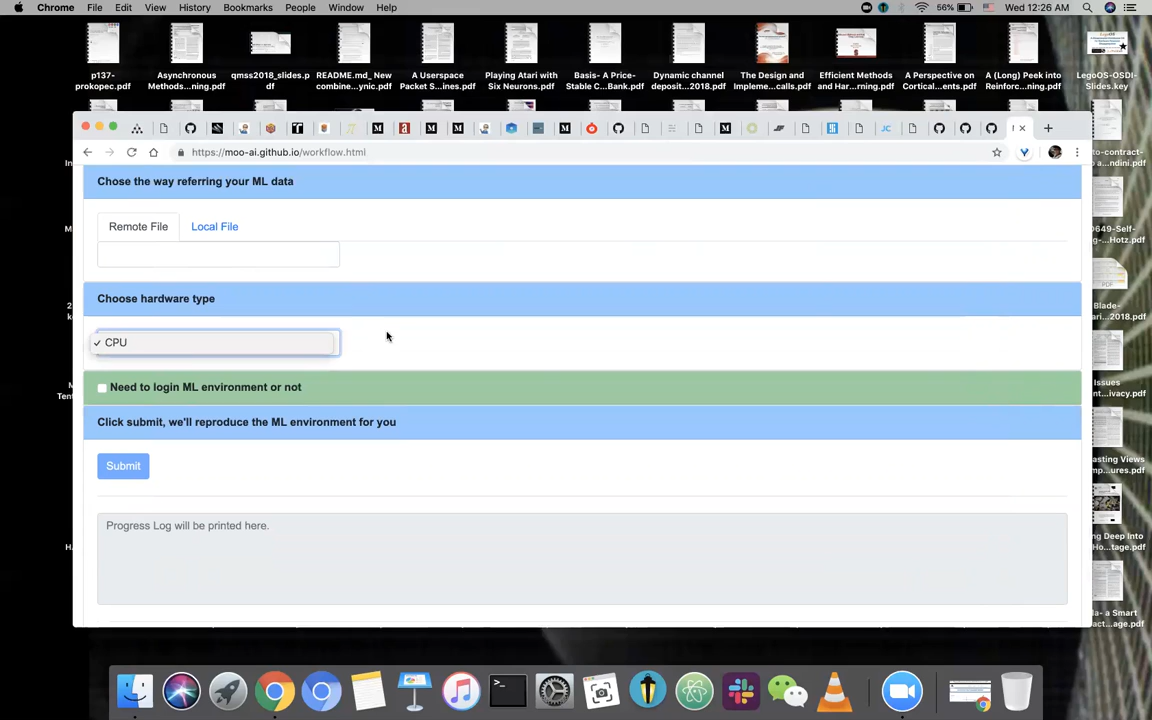 Chrome File Edit View History Bookmarks People Window Help 56% Wed 12:26 AM
p137-prokopec.pdf
Asynchronous Methods...ning.pdf
qmss2018_slides.pdf
README.md_ New combine...ynic.pdf
A Userspace Packet S...ines.pdf
Playing Atari with Six Neurons.pdf
Basis- A Price-Stable C...Bank.pdf
Dynamic channel deposit...2018.pdf
The Design and Impleme...calls.pdf
Efficient Methods and Har...rning.pdf
A Perspective on Cortical...ents.pdf
A (Long) Peek into Reinforc...ning.pdf
LegoOS-OSDI-Slides.key
https://moo-ai.github.io/workflow.html
Chose the way referring your ML data
Remote File Local File
Choose hardware type
✓ CPU
Need to login ML environment or not
Click submit, we'll reproduce the ML environment for you
Submit
Progress Log will be printed here.